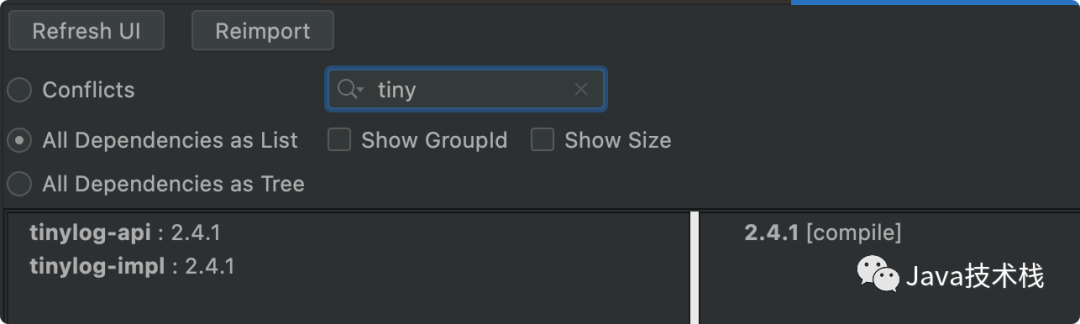 Refresh UI Reimport
Conflicts tiny
All Dependencies as List Show GroupId Show Size
All Dependencies as Tree
tinylog-api : 2.4.1 2.4.1 [compile]
tinylog-impl : 2.4.1
Java技术栈